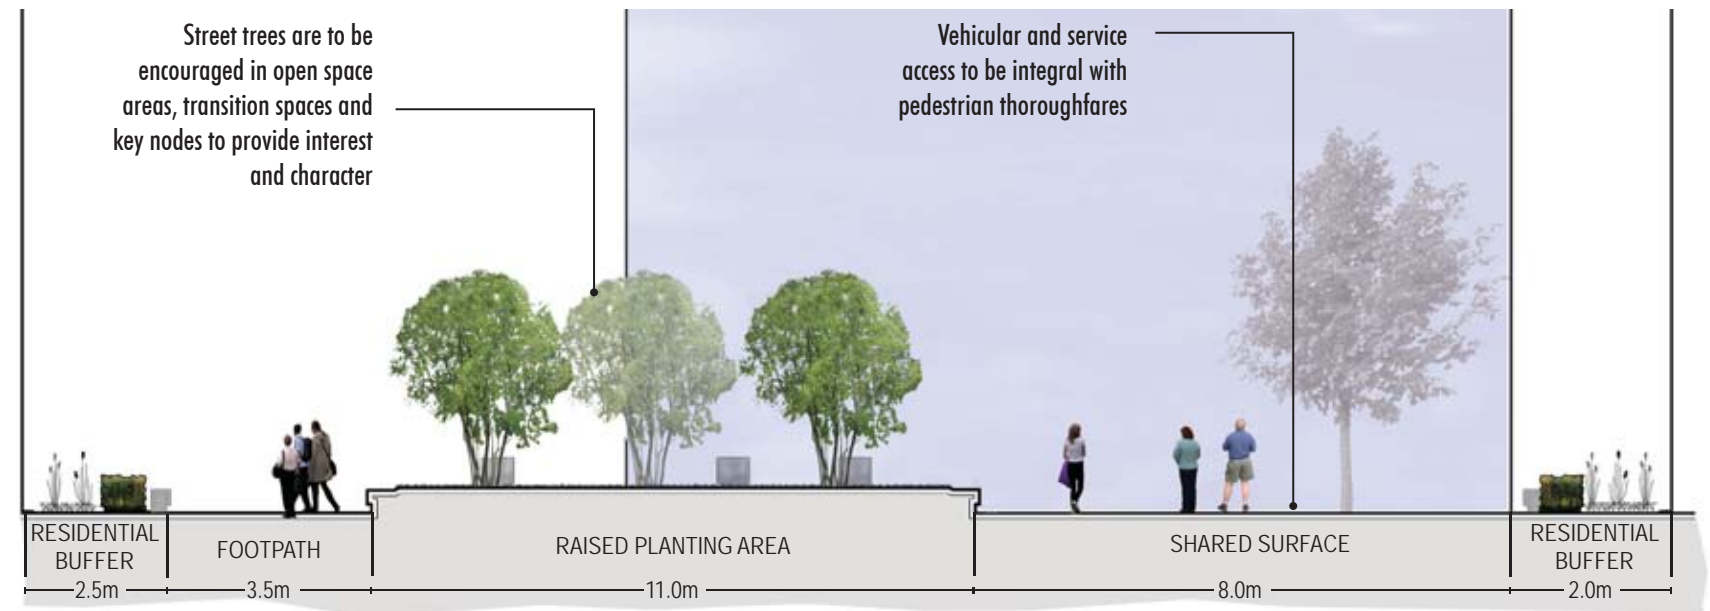 Street trees are to be
encouraged in open space
areas, transition spaces and
key nodes to provide interest
and character
Vehicular and service
access to be integral with
pedestrian thoroughfares
RESIDENTIAL
BUFFER
FOOTPATH
RAISED PLANTING AREA
SHARED SURFACE
RESIDENTIAL
BUFFER
2.5m
3.5m
11.0m
8.0m
2.0m